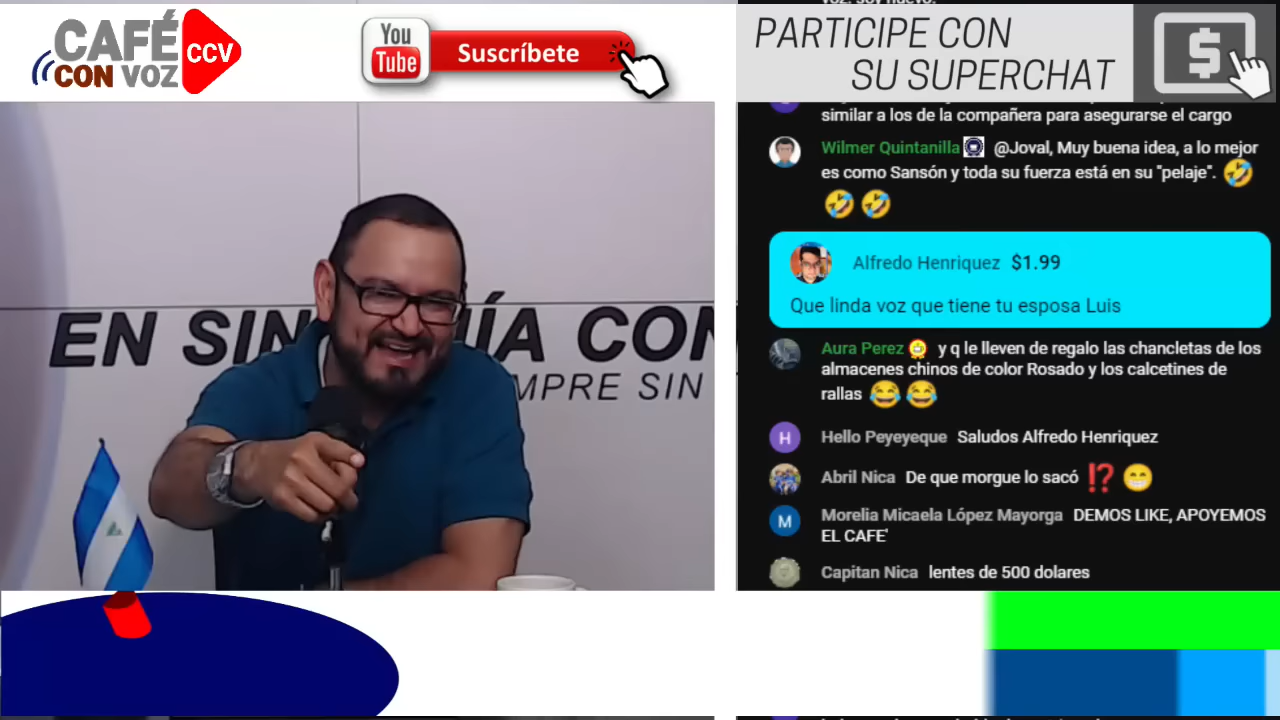 CAFÉ
CON VOZ
CCV
You
Tube
Suscríbete
PARTICIPE CON
SU SUPERCHAT
$
EN SIN ÍA CON
MPRE SIN
similar a los de la compañera para asegurarse el cargo
Wilmer Quintanilla @Joval, Muy buena idea, a lo mejor
es como Sansón y toda su fuerza está en su "pelaje". 🤣
🤣🤣
Alfredo Henriquez $1.99
Que linda voz que tiene tu esposa Luis
Aura Perez y q le lleven de regalo las chancletas de los
almacenes chinos de color Rosado y los calcetines de
rallas 😂😂
H
Hello Peyeyeque Saludos Alfredo Henriquez
Abril Nica De que morgue lo sacó ⁉️😁
M
Morelia Micaela López Mayorga DEMOS LIKE, APOYEMOS
EL CAFE'
Capitan Nica lentes de 500 dolares